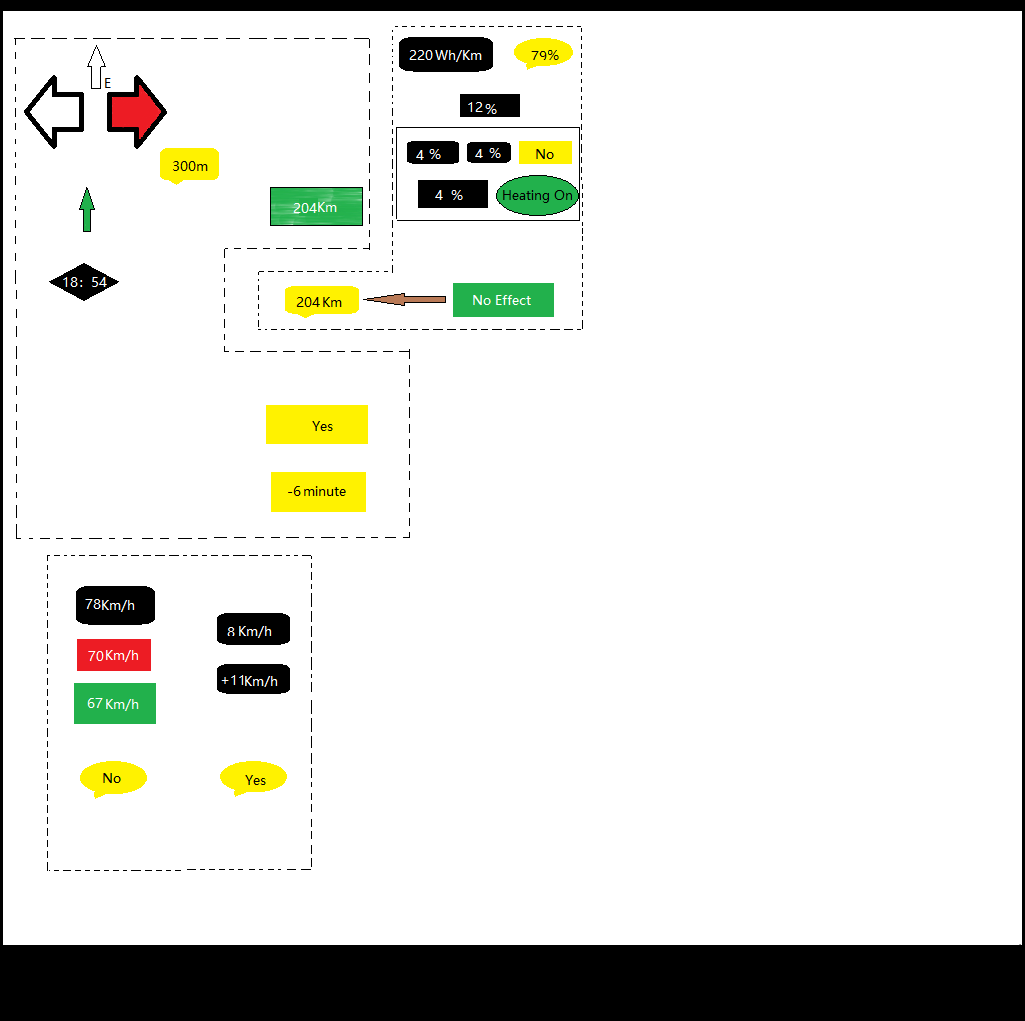 E
300m
204Km
18: 54
220 Wh/Km
79%
12 %
4 %
4 %
No
4 %
Heating On
204 Km
No Effect
Yes
-6 minute
78Km/h
70Km/h
67 Km/h
8 Km/h
+11Km/h
No
Yes